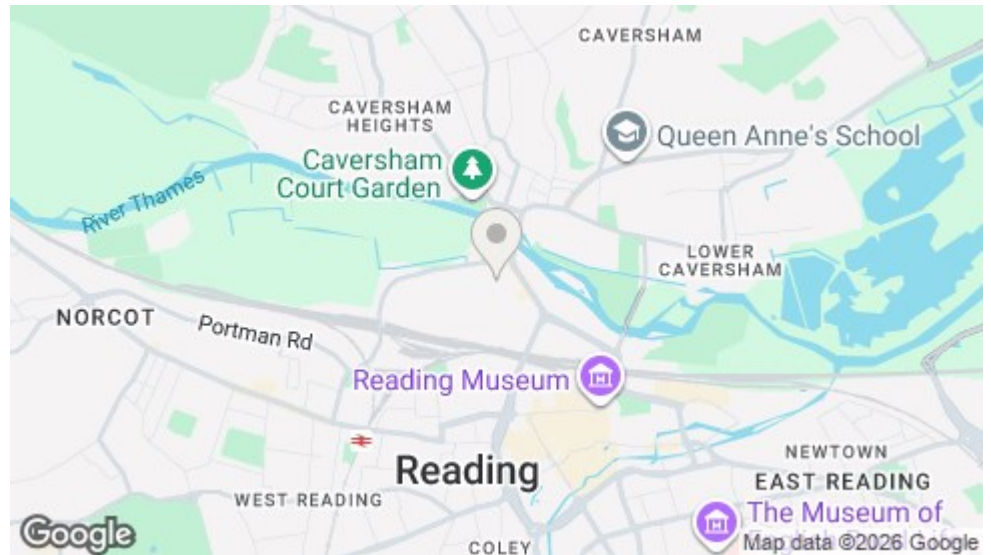 CAVERSHAM
CAVERSHAM
HEIGHTS
Queen Anne's School
Caversham
Court Garden
River Thames
LOWER
CAVERSHAM
NORCOT
Portman Rd
Reading Museum
NEWTOWN
Reading
EAST READING
WEST READING
The Museum of
COLEY
Google
Map data ©2026 Google